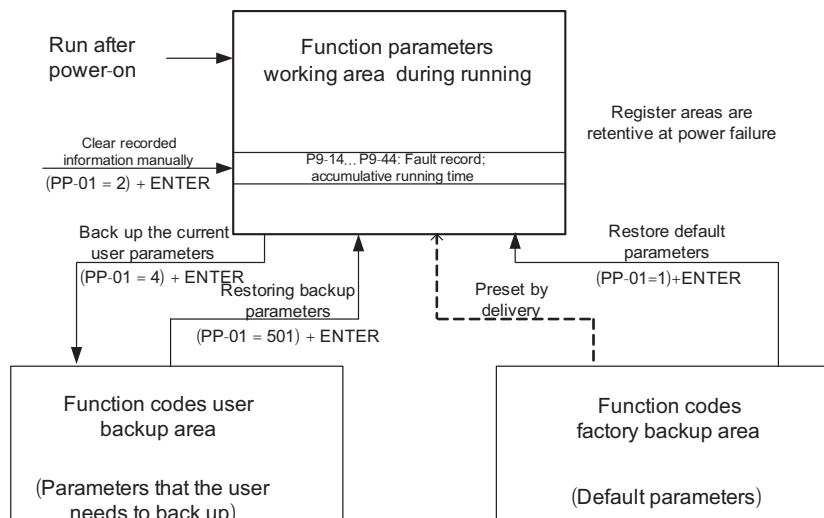 Run after
power-on
Function parameters
working area during running
Register areas are
retentive at power failure
Clear recorded
information manually
(PP-01 = 2) + ENTER
P9-14... P9-44: Fault record;
accumulative running time
Back up the current
user parameters
(PP-01 = 4) + ENTER
Restoring backup
parameters
(PP-01 = 501) + ENTER
Preset by
delivery
Restore default
parameters
(PP-01=1)+ENTER
Function codes user
backup area
(Parameters that the user
needs to back up)
Function codes
factory backup area
(Default parameters)